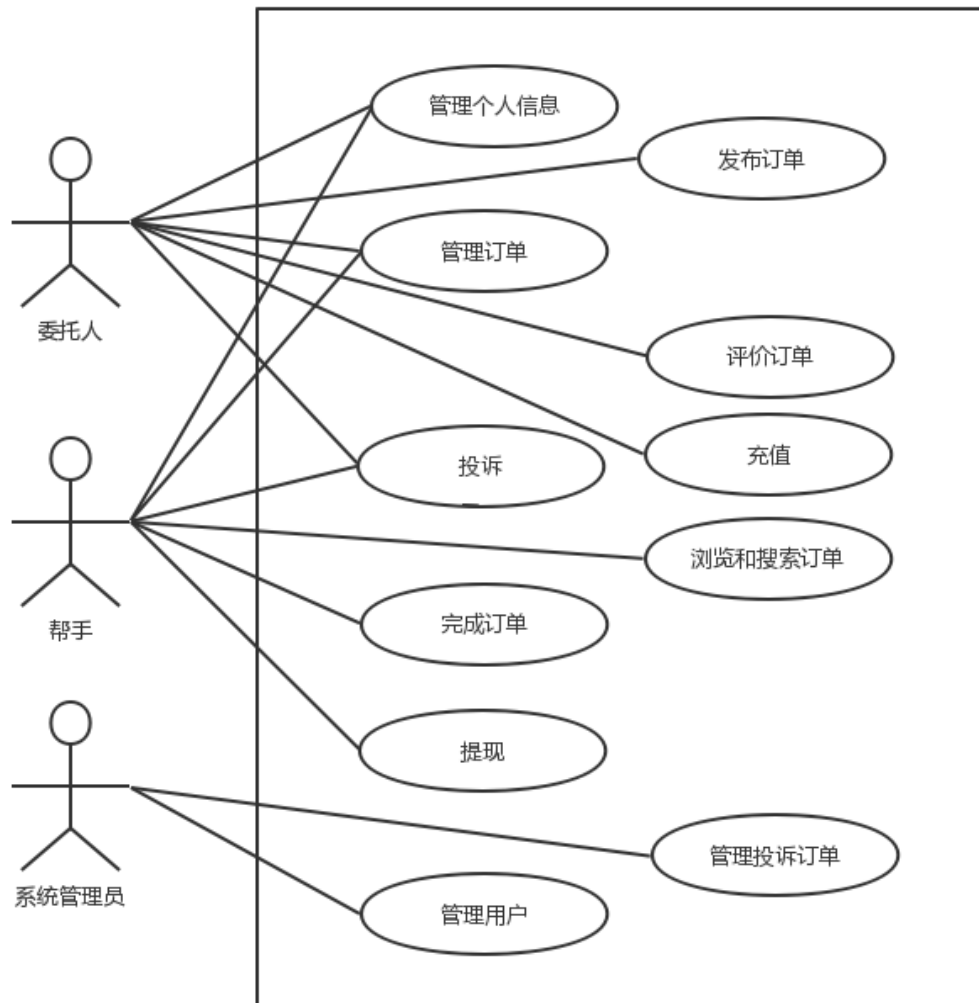 管理个人信息
发布订单
管理订单
委托人
评价订单
充值
投诉
浏览和搜索订单
帮手
完成订单
提现
管理投诉订单
系统管理员
管理用户